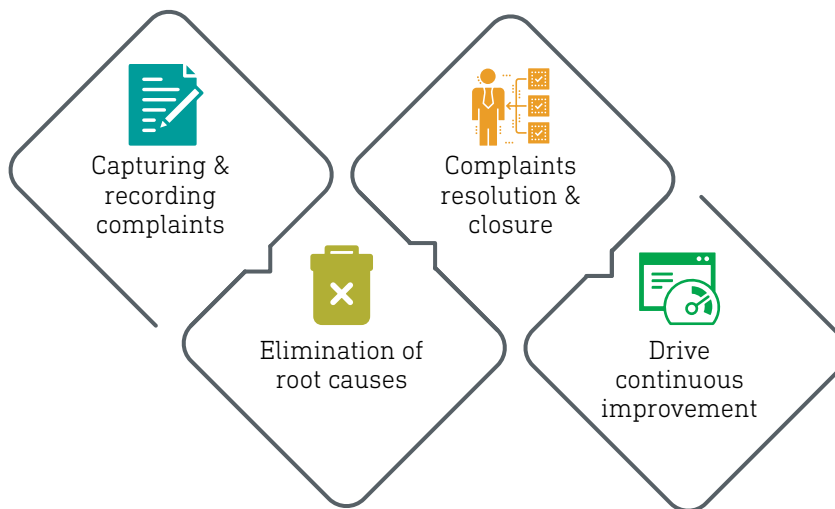 Capturing &
recording
complaints
Elimination of
root causes
Complaints
resolution &
closure
Drive
continuous
improvement